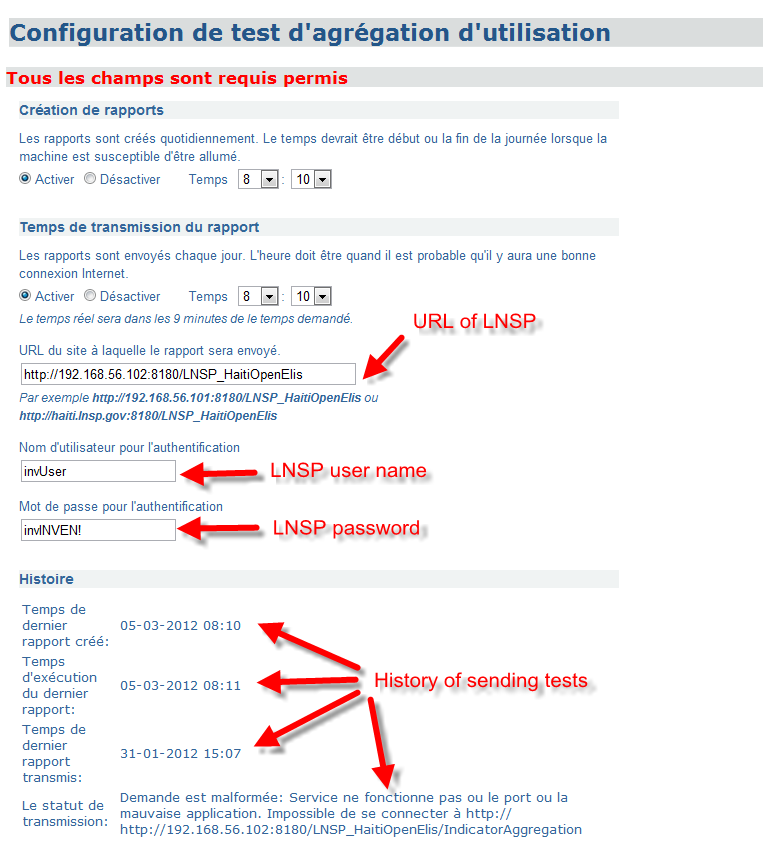 Configuration de test d'agrégation d'utilisation
Tous les champs sont requis permis
Création de rapports
Les rapports sont créés quotidiennement. Le temps devrait être début ou la fin de la journée lorsque la
machine est susceptible d'être allumé.
Activer Désactiver Temps 8 : 10
Temps de transmission du rapport
Les rapports sont envoyés chaque jour. L'heure doit être quand il est probable qu'il y aura une bonne
connexion Internet.
Activer Désactiver Temps 8 : 10
Le temps réel sera dans les 9 minutes de le temps demandé.
URL of LNSP
URL du site à laquelle le rapport sera envoyé.
http://192.168.56.102:8180/LNSP_HaitiOpenElis
Par exemple http://192.168.56.101:8180/LNSP_HaitiOpenElis ou
http://haiti.lnsp.gov:8180/LNSP_HaitiOpenElis
Nom d'utilisateur pour l'authentification
invUser
LNSP user name
Mot de passe pour l'authentification
invINVEN!
LNSP password
Histoire
Temps de
dernier
rapport créé:
05-03-2012 08:10
Temps
d'exécution
du dernier
rapport:
05-03-2012 08:11
History of sending tests
Temps de
dernier
rapport
transmis:
31-01-2012 15:07
Le statut de
transmission:
Demande est malformée: Service ne fonctionne pas ou le port ou la
mauvaise application. Impossible de se connecter à http://
http://192.168.56.102:8180/LNSP_HaitiOpenElis/IndicatorAggregation